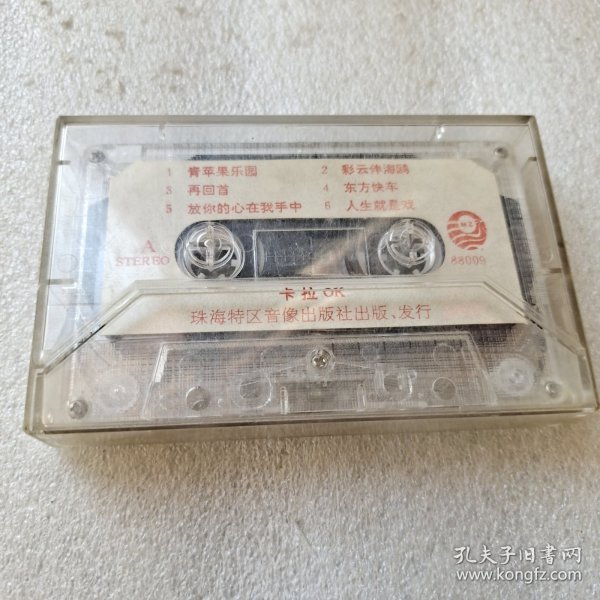 1 青苹果乐园 2 彩云伴海鸥
3 再回首 4 东方快车
5 放你的心在我手中 6 人生就是戏
A
STEREO
88009
卡拉OK
珠海特区音像出版社出版、发行
孔夫子旧书网
www.kongfz.com